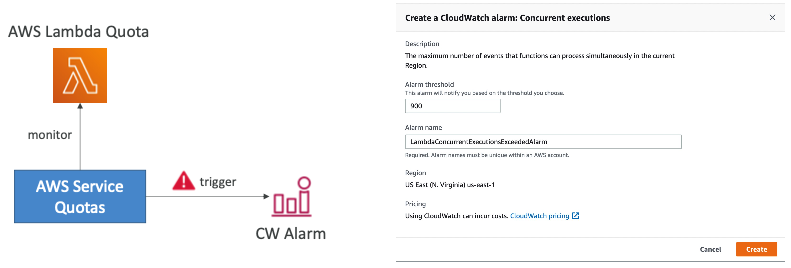 AWS Lambda Quota
monitor
AWS Service
Quotas
trigger
CW Alarm
Create a CloudWatch alarm: Concurrent executions
Description
The maximum number of events that functions can process simultaneously in the current
Region.
Alarm threshold
This alarm will notify you based on the threshold you choose.
900
Alarm name
LambdaConcurrentExecutionsExceededAlarm
Required. Alarm names must be unique within an AWS account.
Region
US East (N. Virginia) us-east-1
Pricing
Using CloudWatch can incur costs. CloudWatch pricing
Cancel
Create